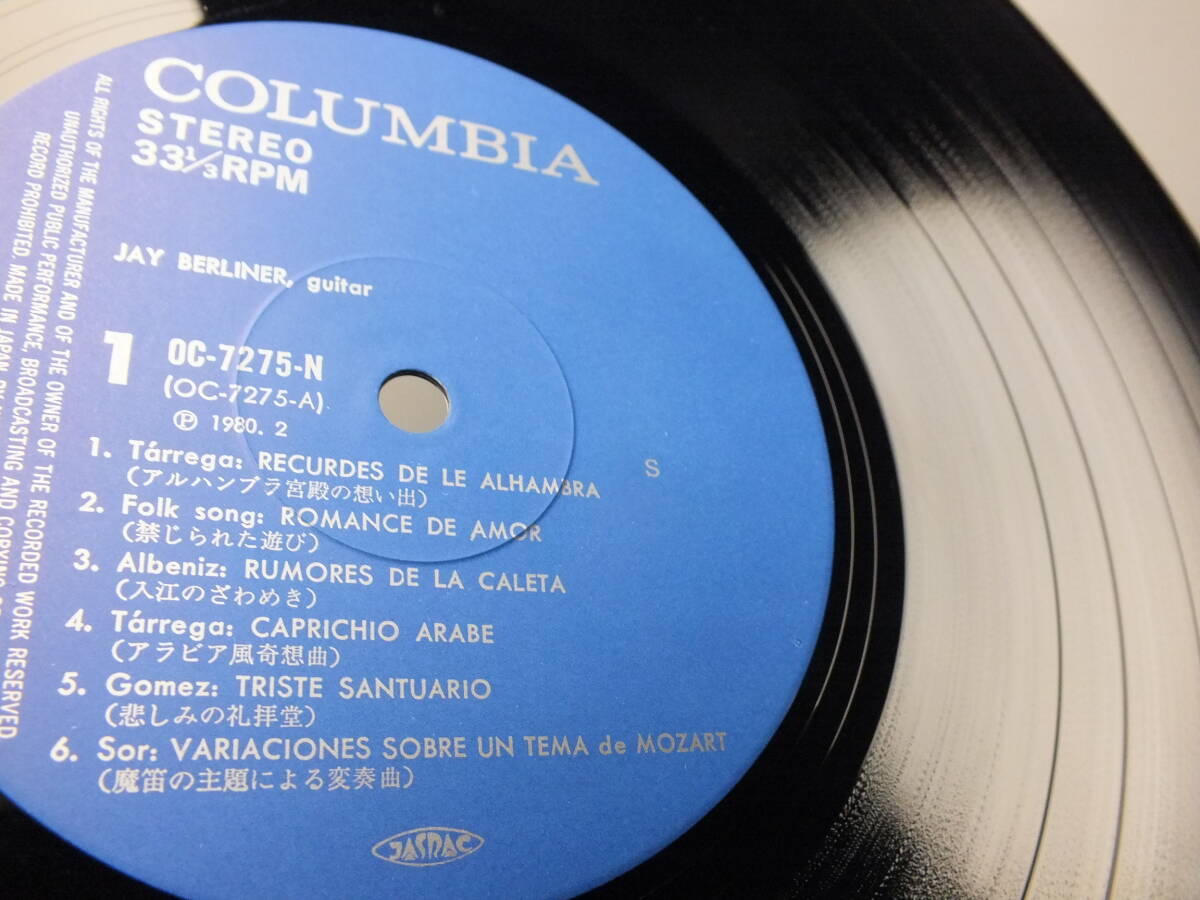 COLUMBIA
STEREO
33 1/3 RPM
JAY BERLINER, guitar
1
OC-7275-N
(OC-7275-A)
Ⓟ 1980. 2
1. Tárrega: RECURDES DE LE ALHAMBRA
(アルハンブラ宮殿の想い出)
2. Folk song: ROMANCE DE AMOR
(禁じられた遊び)
3. Albeniz: RUMORES DE LA CALETA
(入江のざわめき)
4. Tárrega: CAPRICHIO ARABE
(アラビア風奇想曲)
5. Gomez: TRISTE SANTUARIO
(悲しみの礼拝堂)
6. Sor: VARIACIONES SOBRE UN TEMA de MOZART
(魔笛の主題による変奏曲)
S
JASRAC
ALL RIGHTS OF THE MANUFACTURER AND OF THE OWNER OF THE RECORDED WORK RESERVED
UNAUTHORIZED PUBLIC PERFORMANCE, BROADCASTING AND COPYING
RECORD PROHIBITED. MADE IN JAPAN